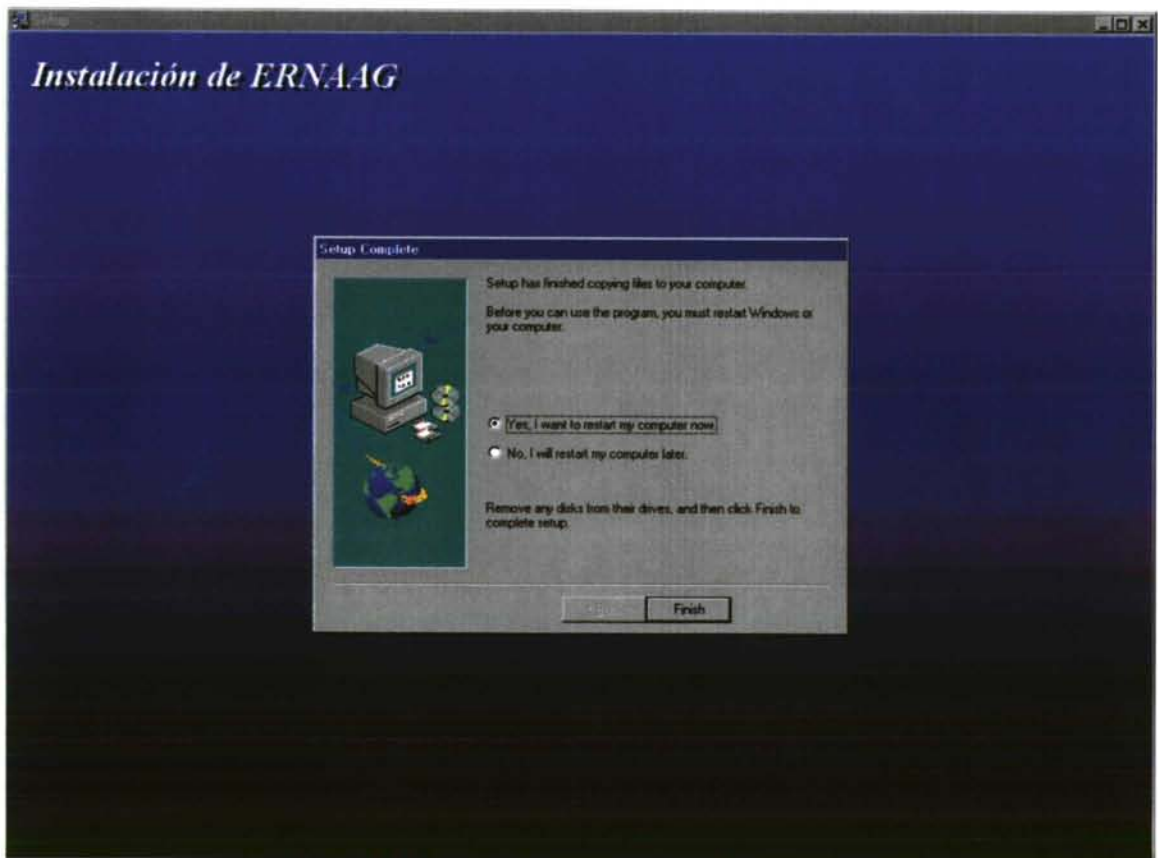 Setup
Instalación de ERNAAG
Setup Complete
Setup has finished copying files to your computer.
Before you can use the program, you must restart Windows or
your computer.
Yes, I want to restart my computer now.
No, I will restart my computer later.
Remove any disks from their drives, and then click Finish to
complete setup.
Finish